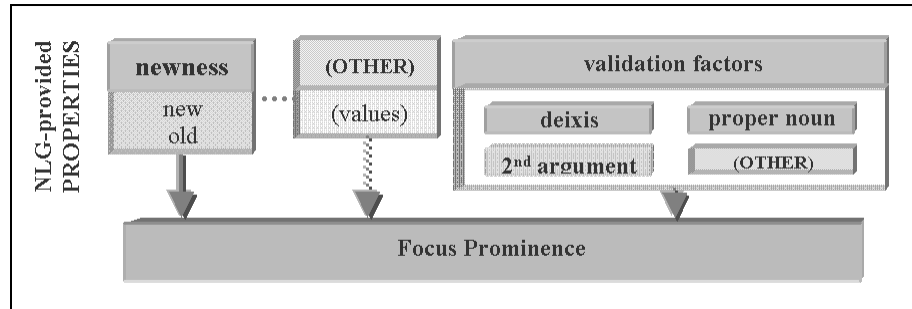 NLG-provided
PROPERTIES
newness
new
old
(OTHER)
(values)
validation factors
deixis
proper noun
2nd argument
(OTHER)
Focus Prominence